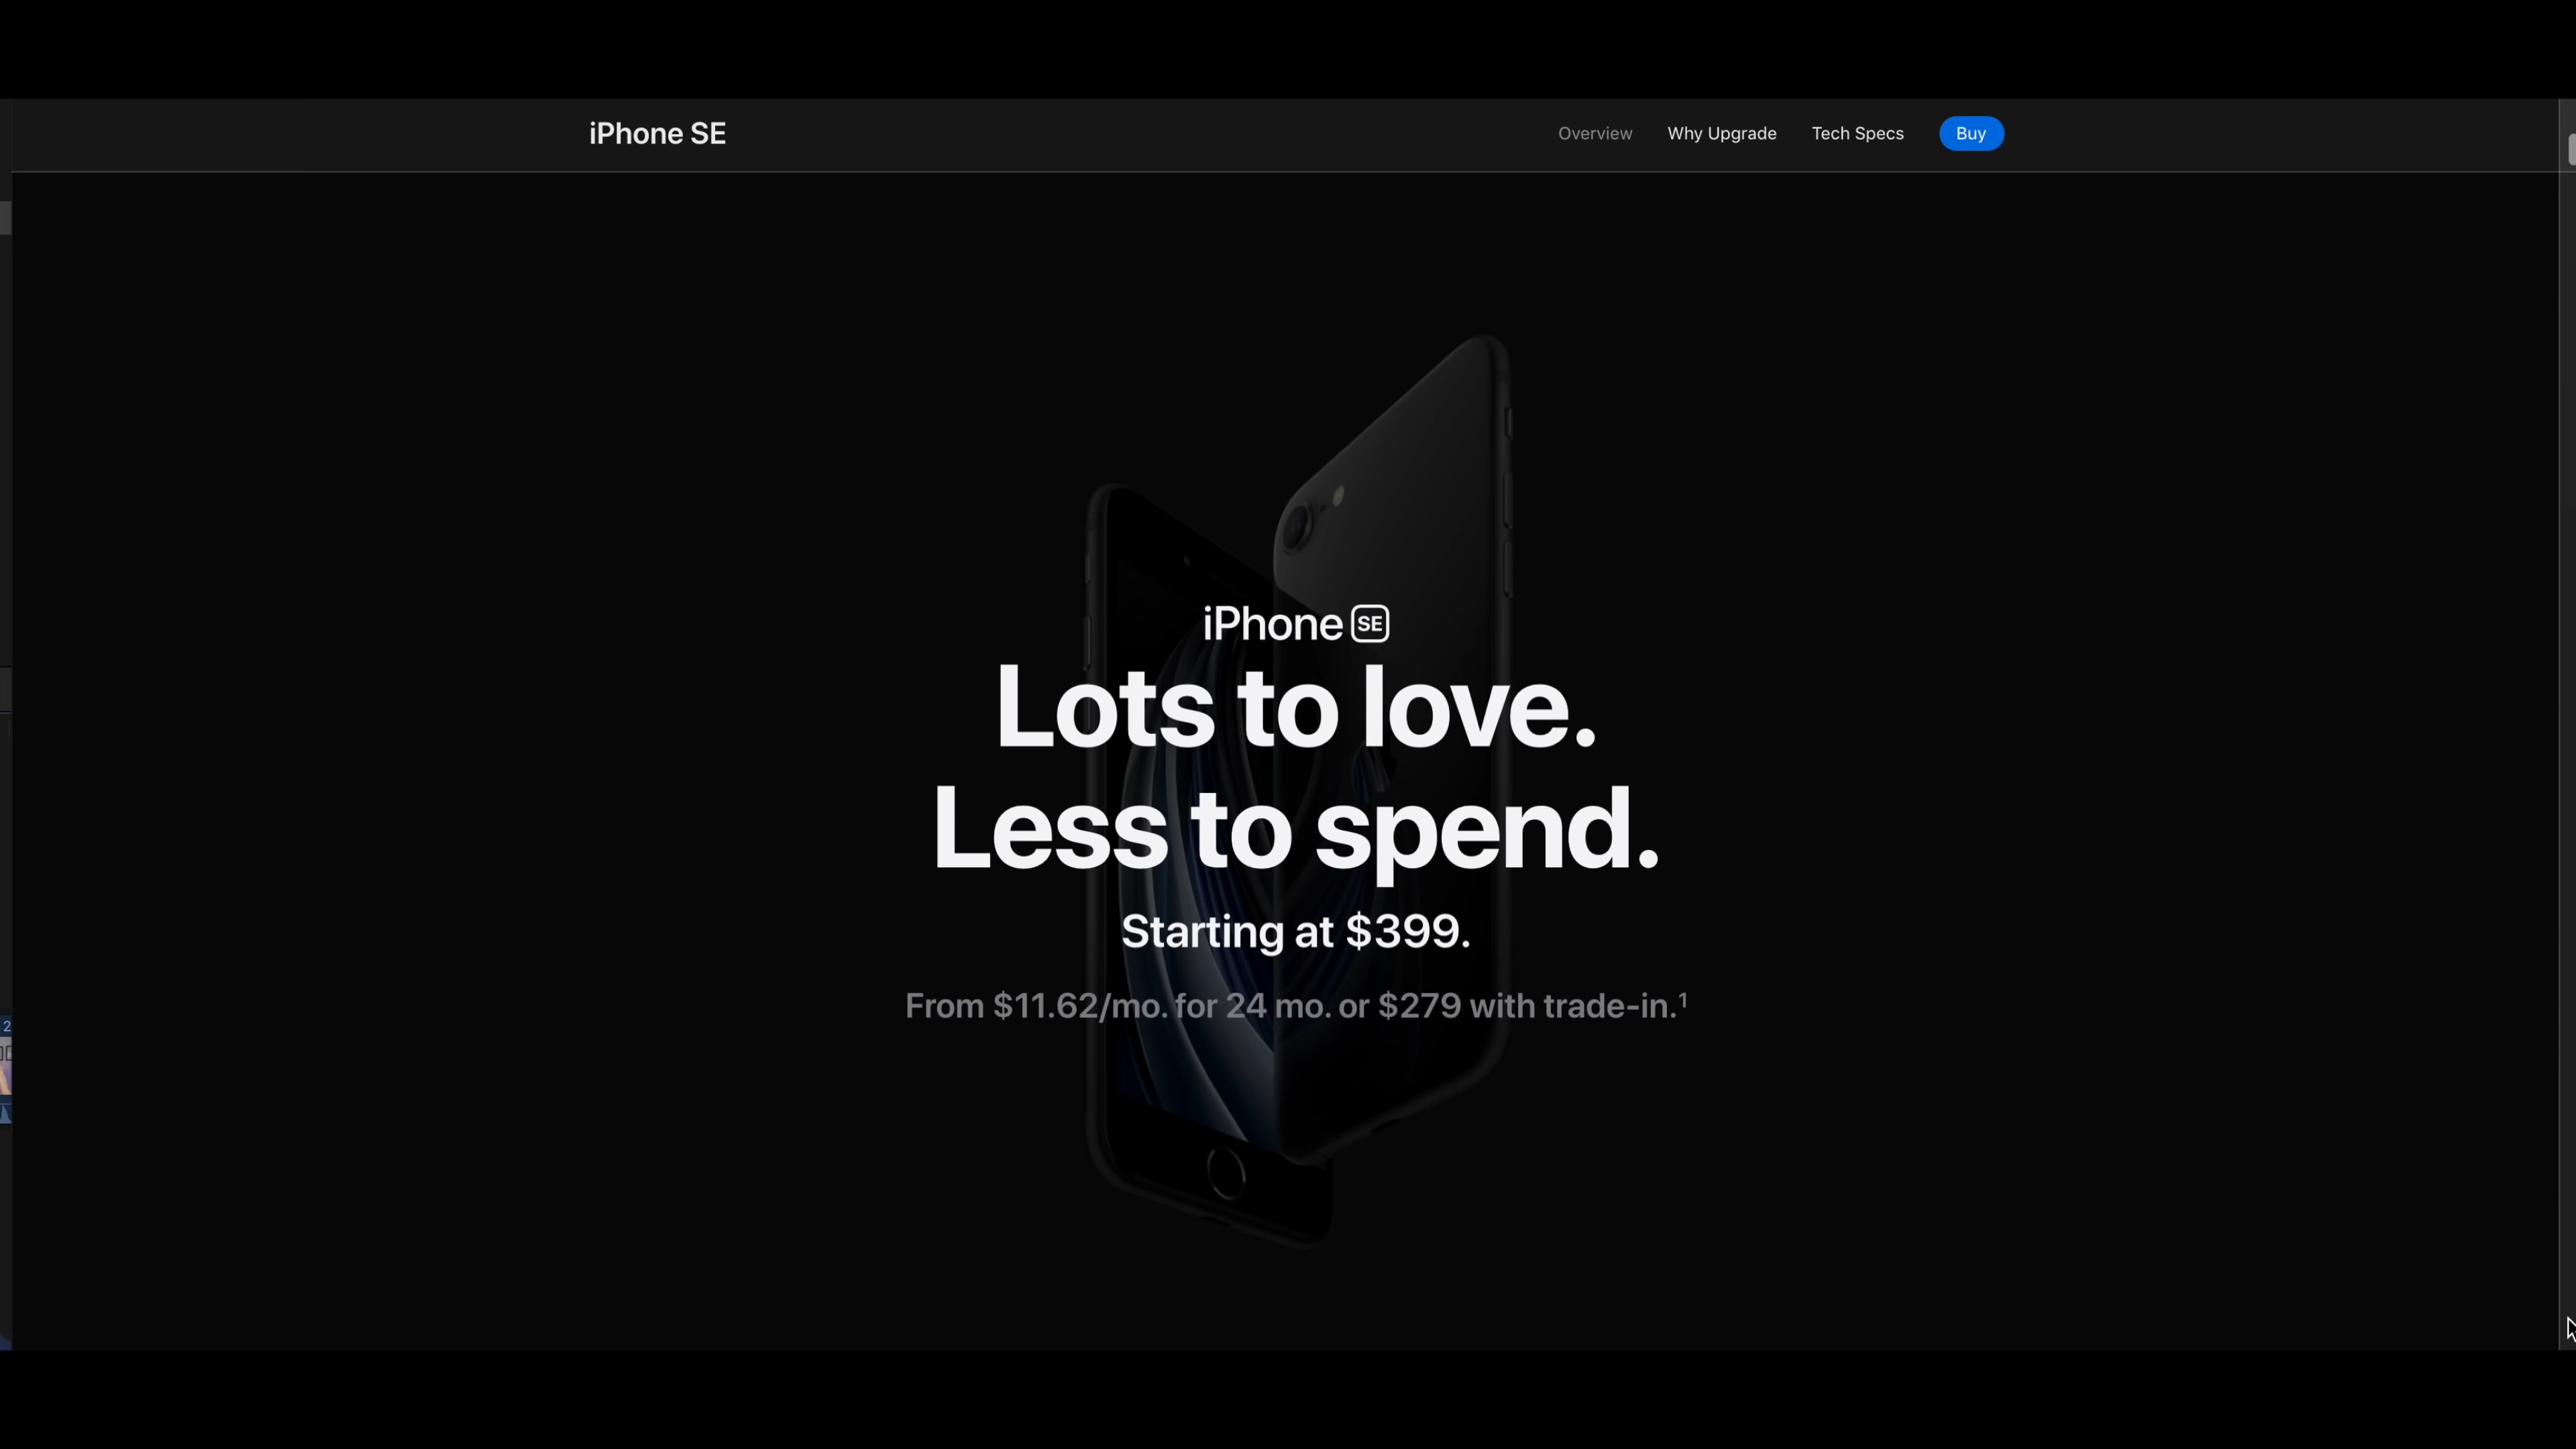 iPhone SE
Overview Why Upgrade Tech Specs Buy
iPhone SE
Lots to love.
Less to spend.
Starting at $399.
From $11.62/mo. for 24 mo. or $279 with trade-in.¹
2